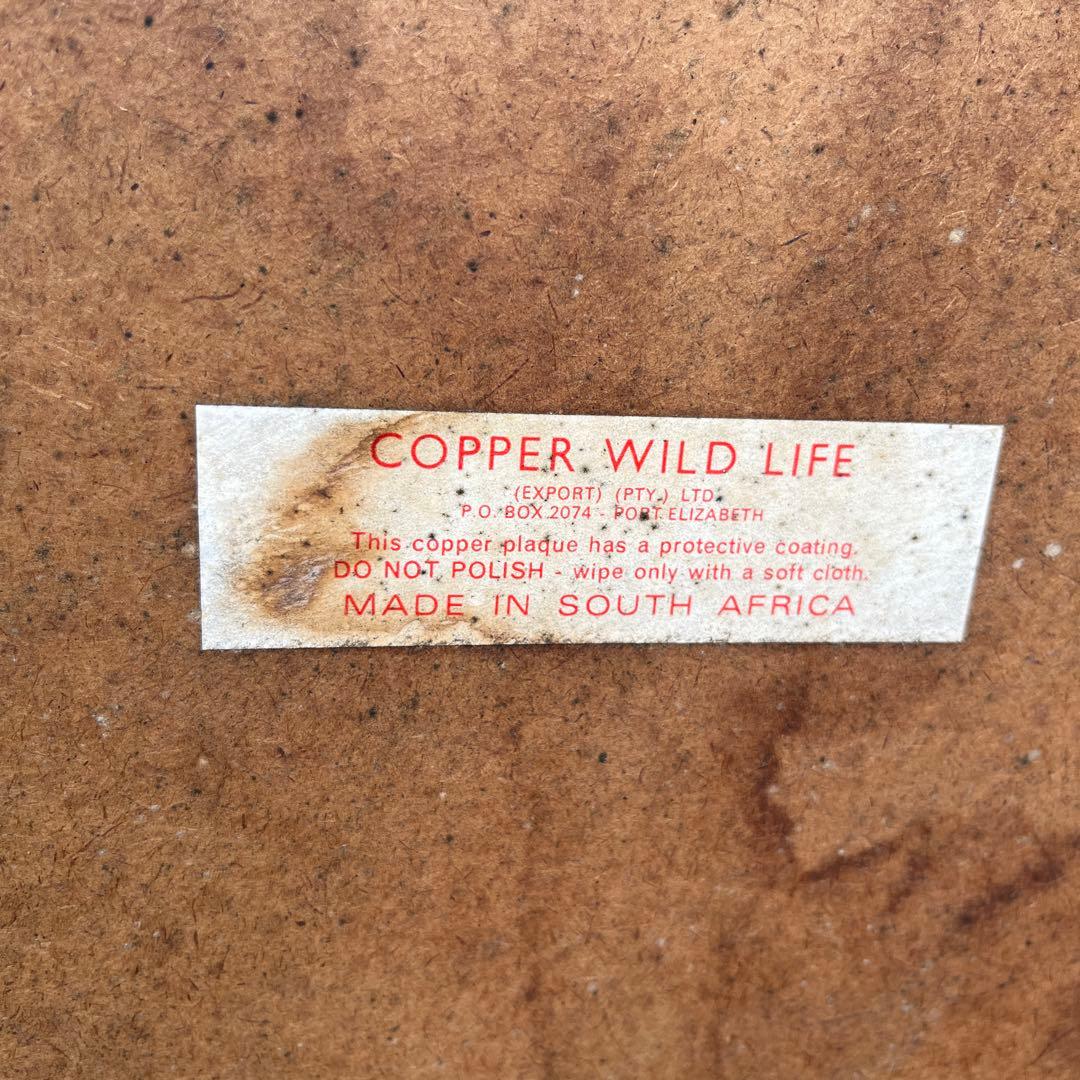 COPPER WILD LIFE
(EXPORT) (PTY.) LTD.
P.O. BOX 2074 - PORT ELIZABETH
This copper plaque has a protective coating.
DO NOT POLISH - wipe only with a soft cloth.
MADE IN SOUTH AFRICA